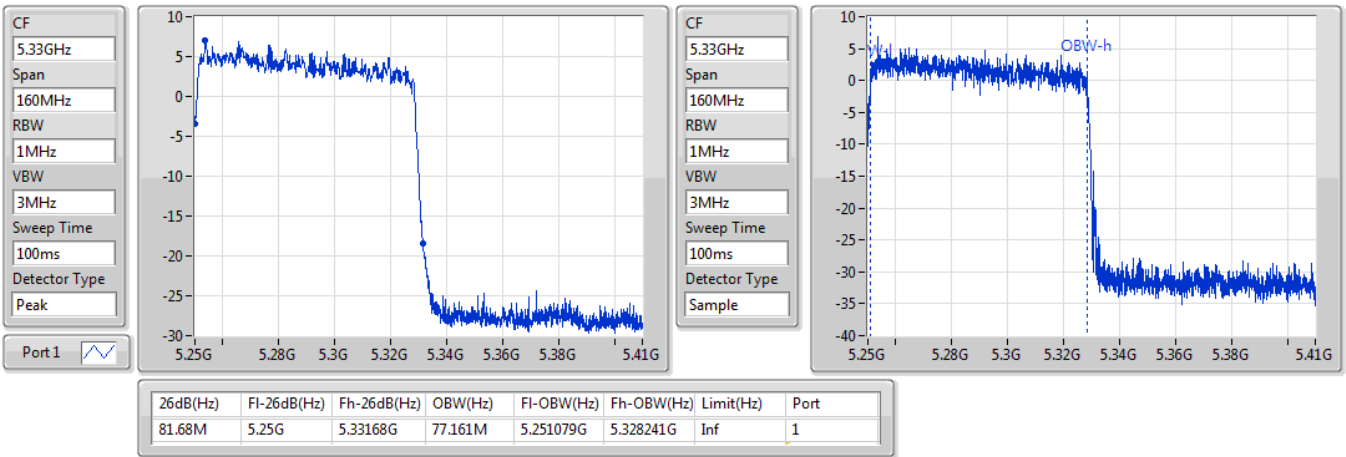 CF
5.33GHz
Span
160MHz
RBW
1MHz
VBW
3MHz
Sweep Time
100ms
Detector Type
Peak
Port 1
10
5
0
-5
-10
-15
-20
-25
-30
5.25G 5.28G 5.3G 5.32G 5.34G 5.36G 5.38G 5.41G
CF
5.33GHz
Span
160MHz
RBW
1MHz
VBW
3MHz
Sweep Time
100ms
Detector Type
Sample
OBW-h
10
5
0
-5
-10
-15
-20
-25
-30
-35
-40
5.25G 5.28G 5.3G 5.32G 5.34G 5.36G 5.38G 5.41G
26dB(Hz) Fl-26dB(Hz) Fh-26dB(Hz) OBW(Hz) Fl-OBW(Hz) Fh-OBW(Hz) Limit(Hz) Port
81.68M 5.25G 5.33168G 77.161M 5.251079G 5.328241G Inf 1